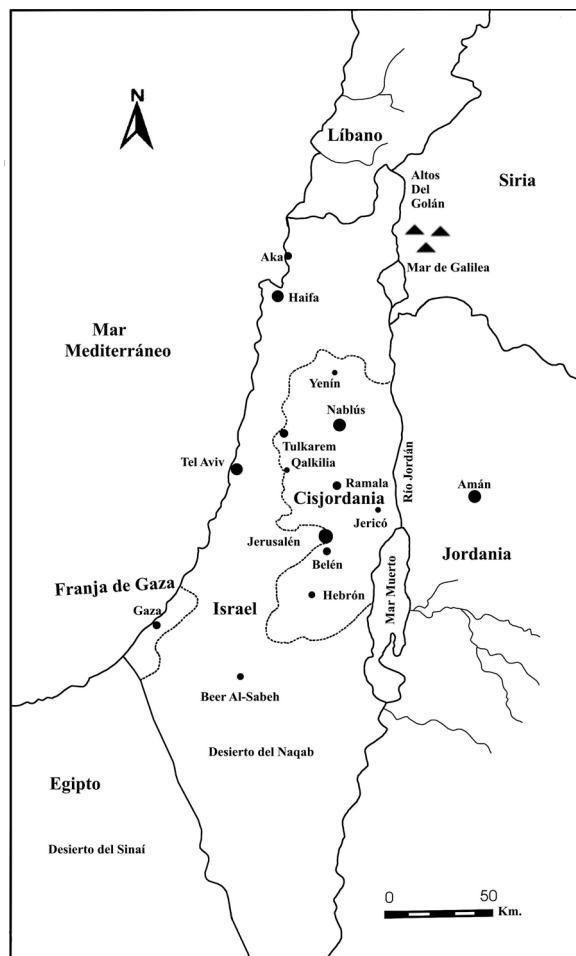 N
Líbano
Altos
Del
Golán
Siria
Aka
Mar de Galilea
Haifa
Mar
Mediterráneo
Yenín
Nablús
Tulkarem
Tel Aviv
Qalkilia
Río Jordán
Ramala
Amán
Cisjordania
Jericó
Jerusalén
Jordania
Belén
Franja de Gaza
Mar Muerto
Hebrón
Gaza
Israel
Beer Al-Sabeh
Desierto del Naqab
Egipto
Desierto del Sinaí
0 50
Km.